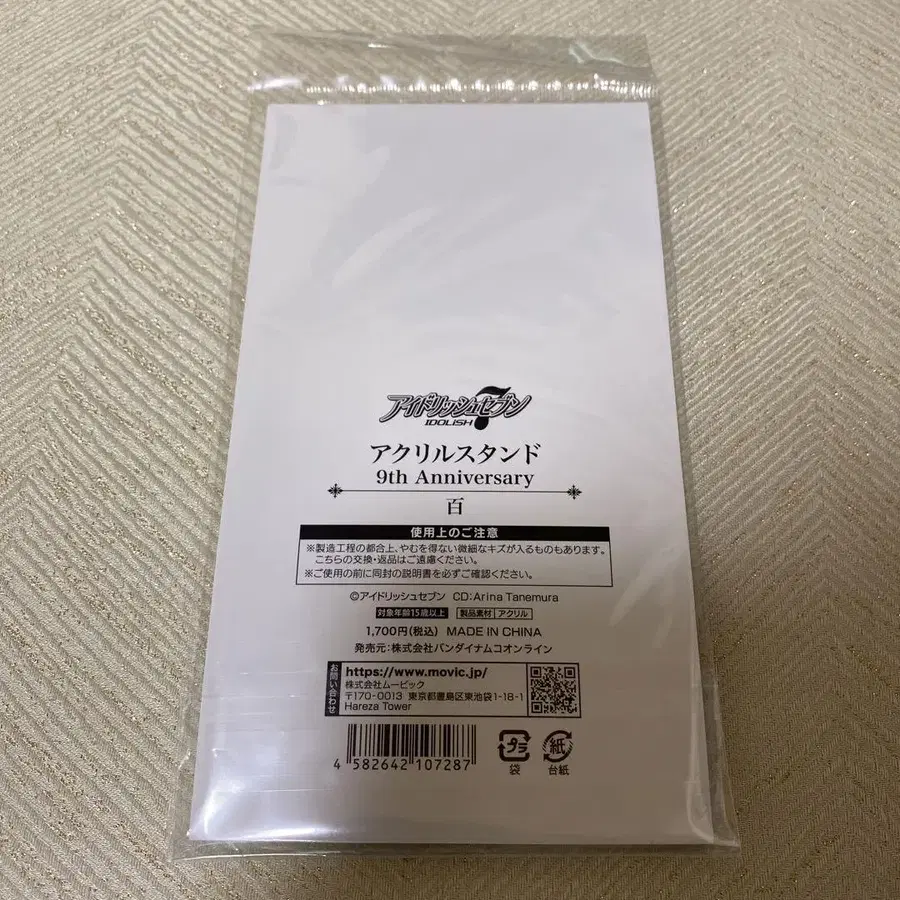 アイドリッシュセブン
IDOLiSH7
アクリルスタンド
9th Anniversary
百
使用上のご注意
※製造工程の都合上、やむを得ない微細なキズが入るものもあります。
こちらの交換・返品はご遠慮ください。
※ご使用の前に同封の説明書を必ずご確認ください。
©アイドリッシュセブン CD:Arina Tanemura
対象年齢15歳以上 製品素材 アクリル
1,700円(税込) MADE IN CHINA
発売元:株式会社バンダイナムコオンライン
お問い合わせ
https://www.movic.jp/
株式会社ムービック
〒170-0013 東京都豊島区東池袋1-18-1
Hareza Tower
4 582642 107287
プラ 袋
紙 台紙